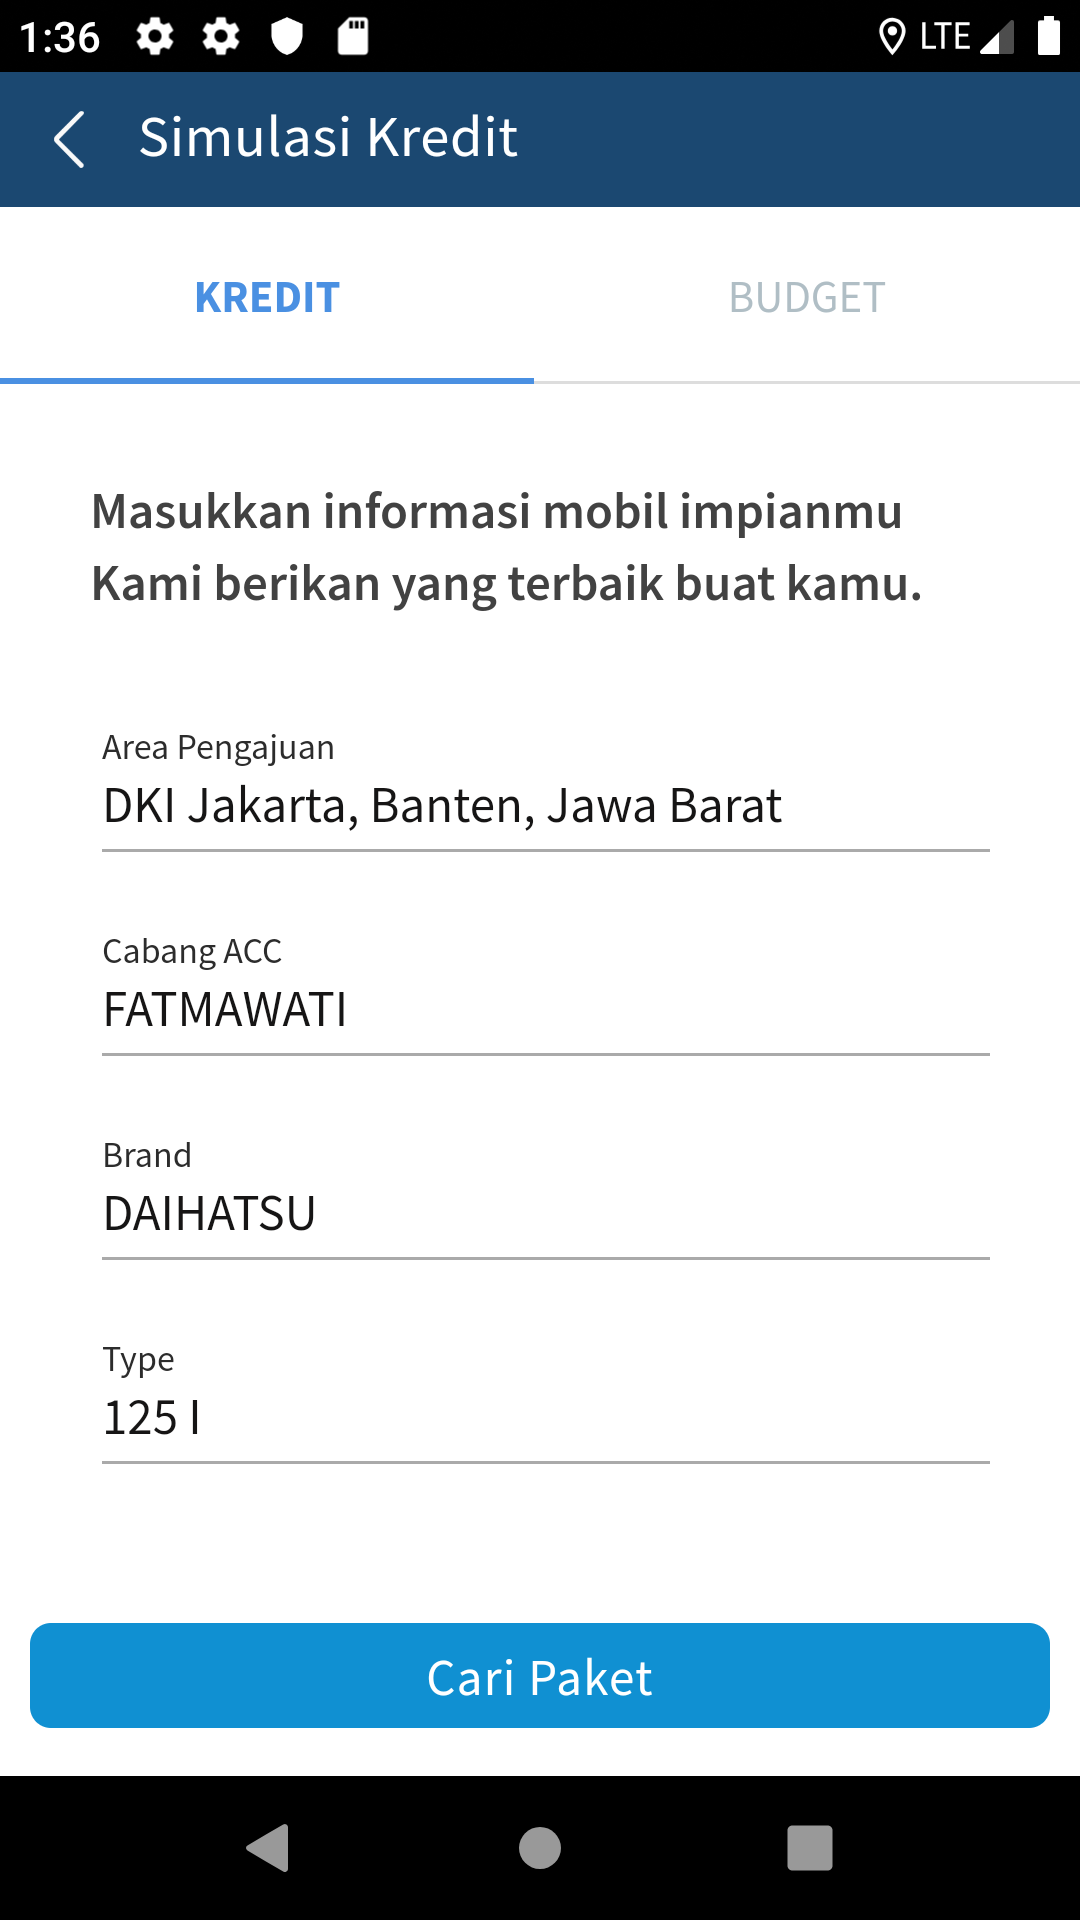 1:36
LTE
Simulasi Kredit
KREDIT
BUDGET
Masukkan informasi mobil impianmu
Kami berikan yang terbaik buat kamu.
Area Pengajuan
DKI Jakarta, Banten, Jawa Barat
Cabang ACC
FATMAWATI
Brand
DAIHATSU
Type
125 I
Cari Paket